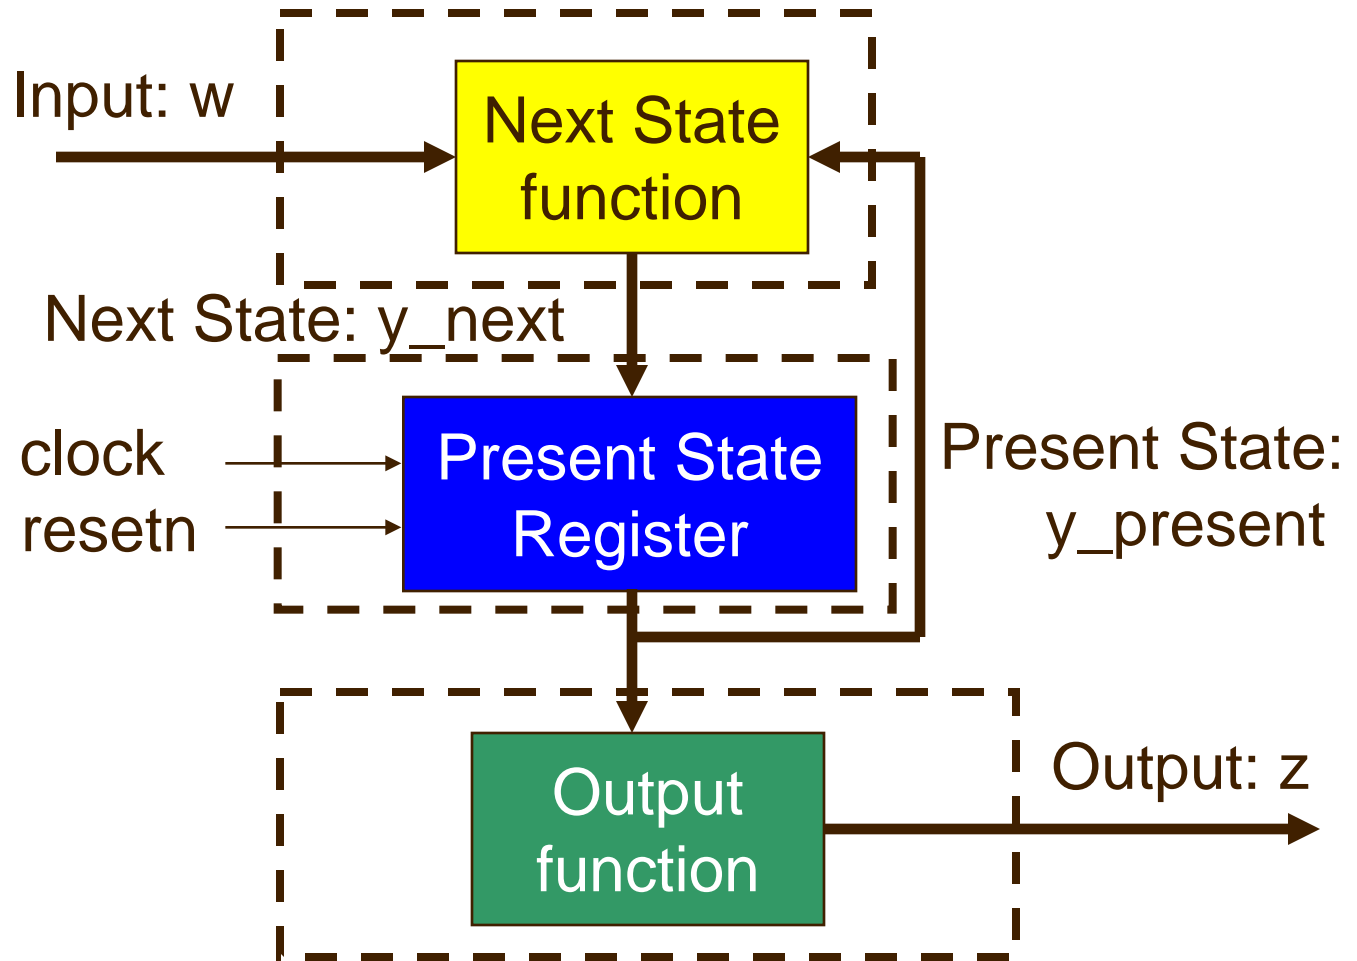 Input: w
Next State
function
Next State: y_next
clock
resetn
Present State
Register
Present State:
y_present
Output
function
Output: z